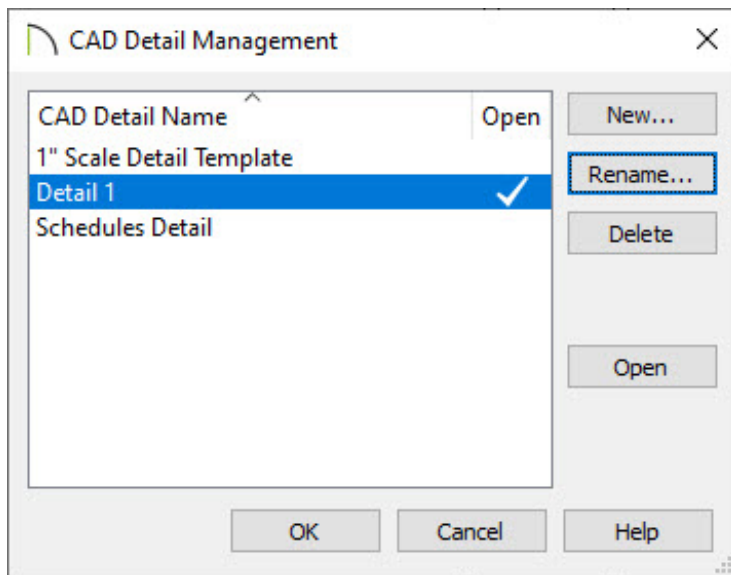 CAD Detail Management
CAD Detail Name Open
1" Scale Detail Template
Detail 1
Schedules Detail
New...
Rename...
Delete
Open
OK Cancel Help